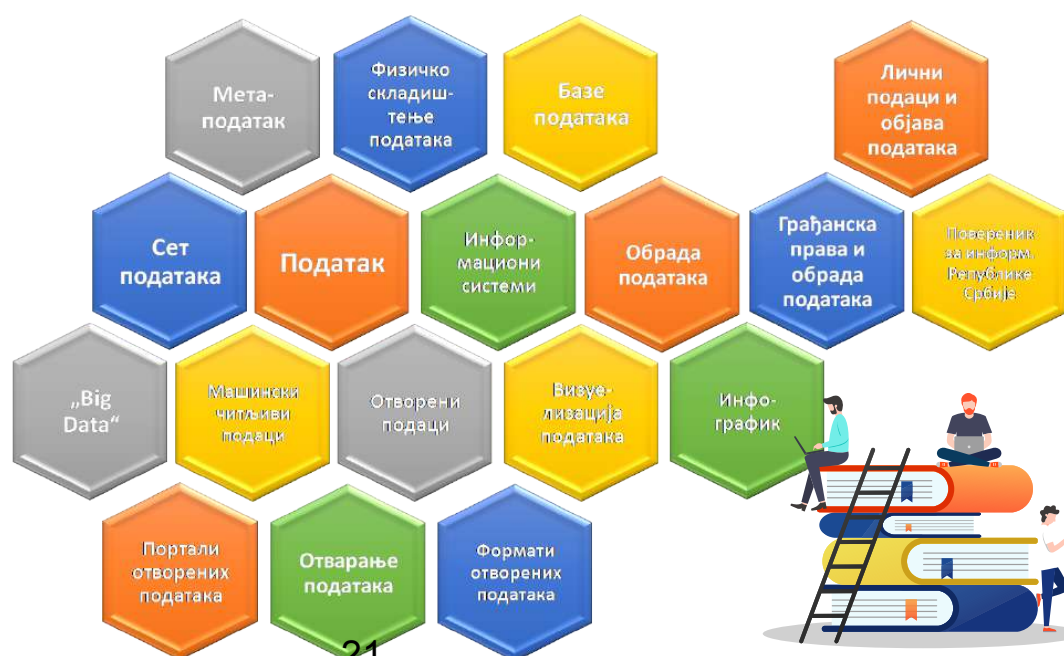 Мета-
податак
Физичко
складиш-
тење
података
Базе
података
Лични
подаци и
објава
података
Сет
података
Податак
Инфор-
мациони
системи
Обрада
података
Грађанска
права и
обрада
података
Повереник
за информ.
Републике
Србије
„Big
Data“
Машински
читљиви
подаци
Отворени
подаци
Визуе-
лизација
података
Инфо-
график
Портали
отворених
података
Отварање
података
Формати
отворених
података
21